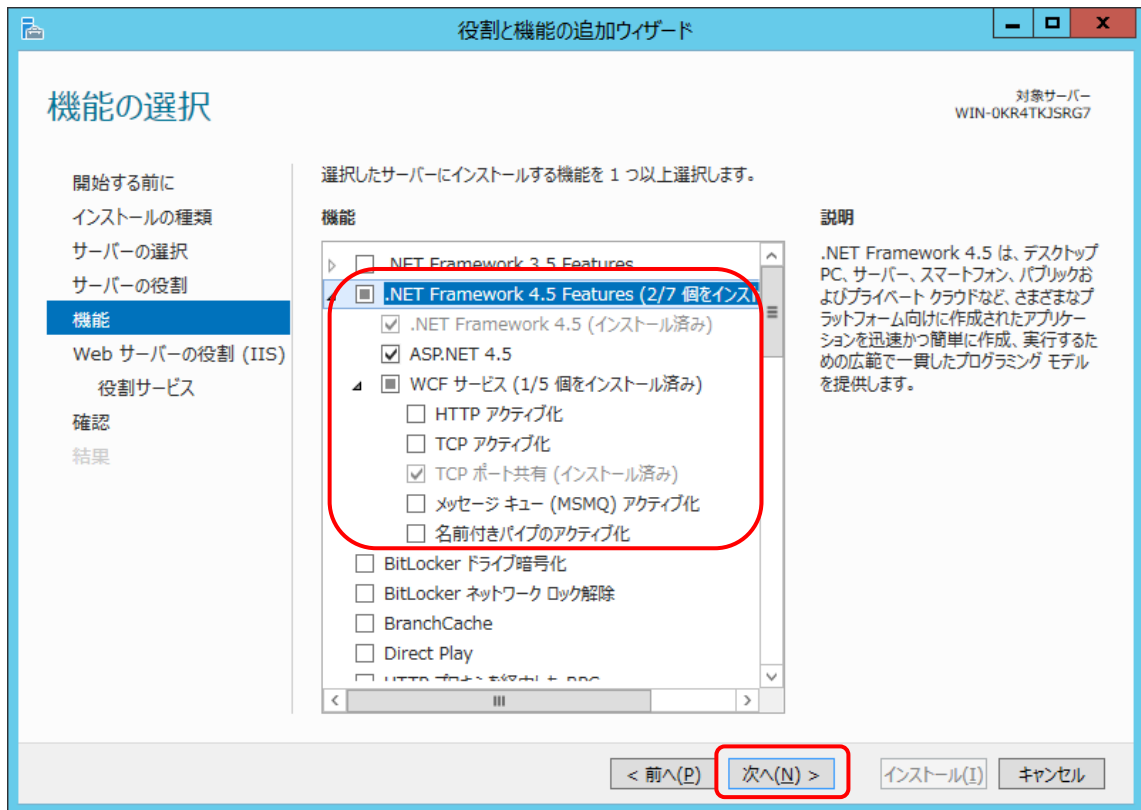 役割と機能の追加ウィザード
機能の選択
対象サーバー
WIN-0KR4TKJSRG7
開始する前に
インストールの種類
サーバーの選択
サーバーの役割
機能
Web サーバーの役割 (IIS)
役割サービス
確認
結果
選択したサーバーにインストールする機能を 1 つ以上選択します。
機能
.NET Framework 3.5 Features
.NET Framework 4.5 Features (2/7 個をインスト
.NET Framework 4.5 (インストール済み)
ASP.NET 4.5
WCF サービス (1/5 個をインストール済み)
HTTP アクティブ化
TCP アクティブ化
TCP ポート共有 (インストール済み)
メッセージ キュー (MSMQ) アクティブ化
名前付きパイプのアクティブ化
BitLocker ドライブ暗号化
BitLocker ネットワーク ロック解除
BranchCache
Direct Play
HTTP プロキシを経由した RPC
説明
.NET Framework 4.5 は、デスクトップ
PC、サーバー、スマートフォン、パブリックお
よびプライベート クラウドなど、さまざまなプ
ラットフォーム向けに作成されたアプリケー
ションを迅速かつ簡単に作成、実行するた
めの広範で一貫したプログラミング モデル
を提供します。
< 前へ(P)
次へ(N) >
インストール(I)
キャンセル